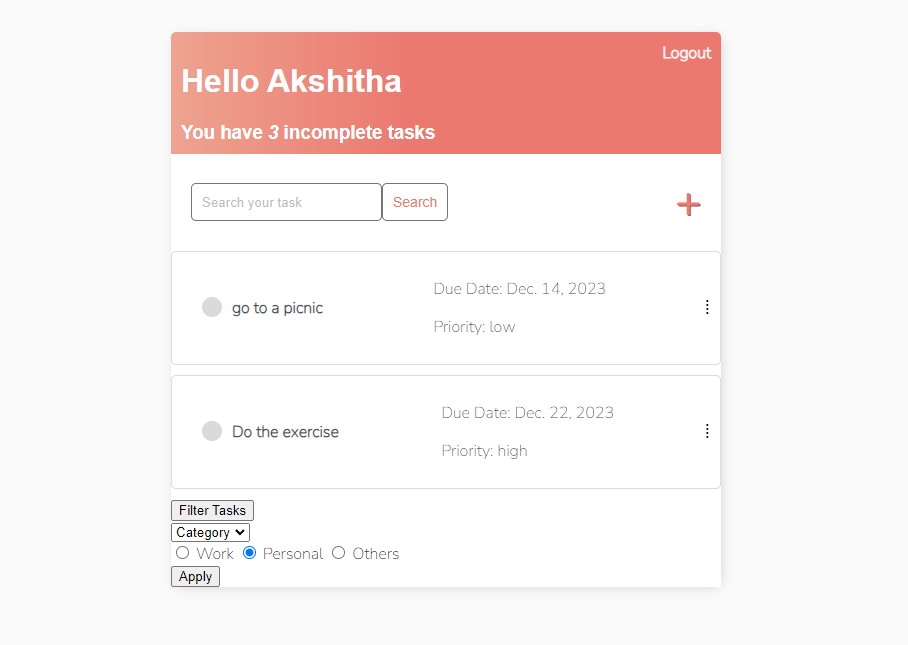 Logout
Hello Akshitha
You have 3 incomplete tasks
Search your task
Search
go to a picnic
Due Date: Dec. 14, 2023
Priority: low
Do the exercise
Due Date: Dec. 22, 2023
Priority: high
Filter Tasks
Category
Work Personal Others
Apply